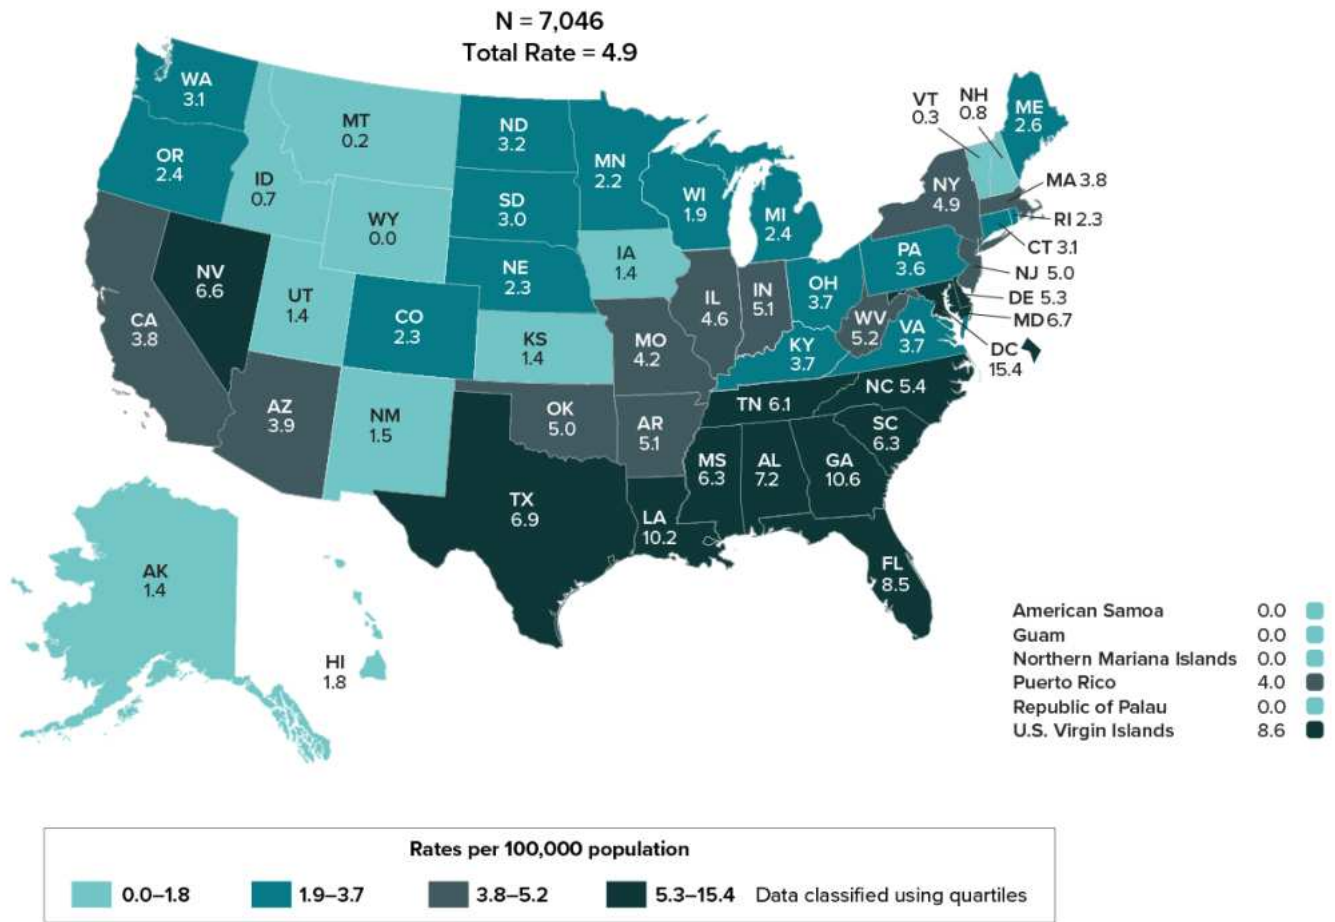 N = 7,046
Total Rate = 4.9
WA
3.1
OR
2.4
CA
3.8
NV
6.6
ID
0.7
MT
0.2
WY
0.0
UT
1.4
CO
2.3
AZ
3.9
NM
1.5
ND
3.2
SD
3.0
NE
2.3
KS
1.4
OK
5.0
TX
6.9
MN
2.2
IA
1.4
MO
4.2
AR
5.1
LA
10.2
WI
1.9
IL
4.6
MI
2.4
IN
5.1
OH
3.7
KY
3.7
TN 6.1
MS
6.3
AL
7.2
GA
10.6
FL
8.5
SC
6.3
NC 5.4
VA
3.7
WV
5.2
PA
3.6
NY
4.9
VT
0.3
NH
0.8
ME
2.6
MA 3.8
RI 2.3
CT 3.1
NJ 5.0
DE 5.3
MD 6.7
DC
15.4
AK
1.4
HI
1.8
American Samoa 0.0
Guam 0.0
Northern Mariana Islands 0.0
Puerto Rico 4.0
Republic of Palau 0.0
U.S. Virgin Islands 8.6
Rates per 100,000 population
0.0–1.8 1.9–3.7 3.8–5.2 5.3–15.4 Data classified using quartiles